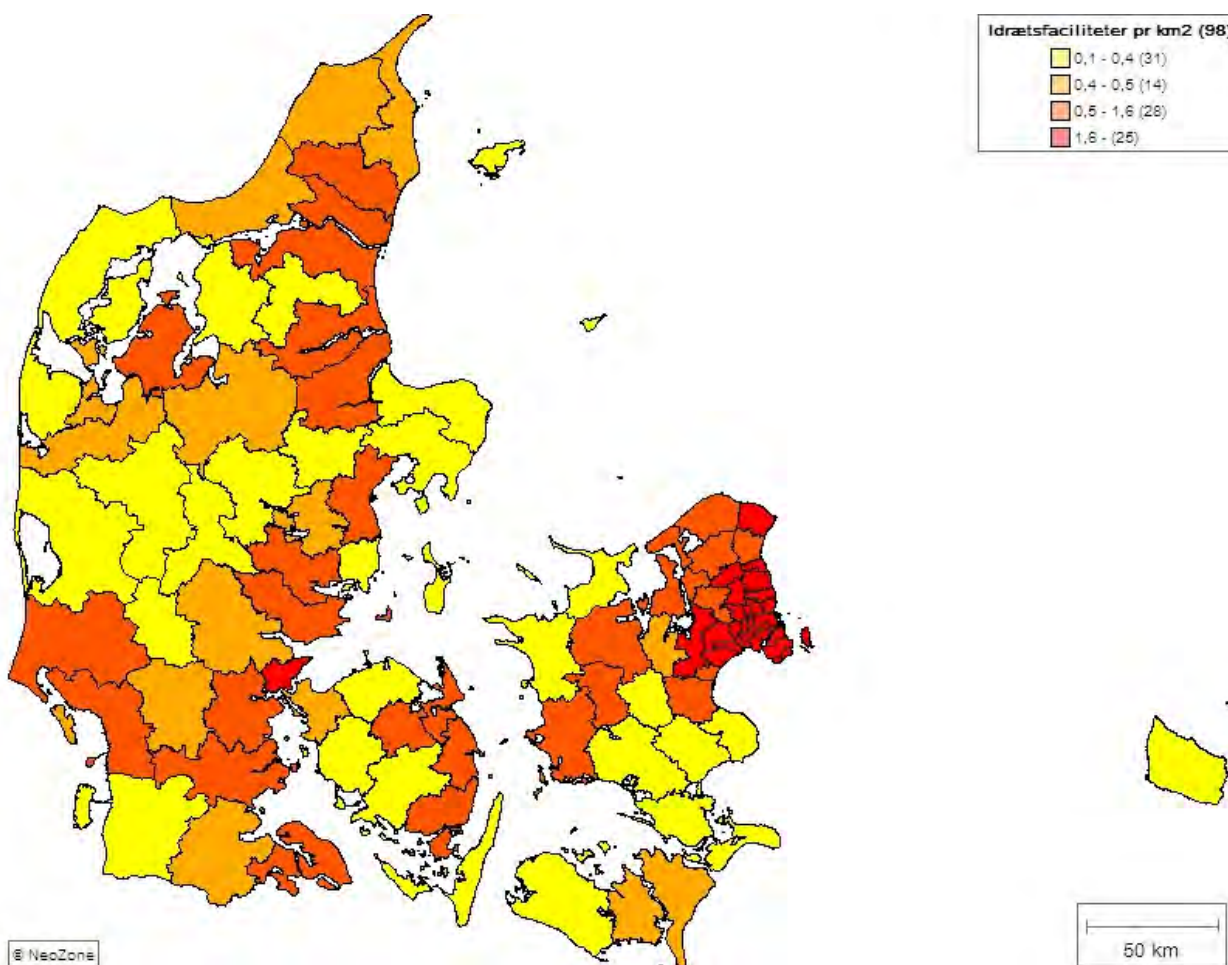 Idrætsfaciliteter pr km2 (98)
0,1 - 0,4 (31)
0,4 - 0,5 (14)
0,5 - 1,6 (28)
1,6 - (25)
© NeoZone
50 km